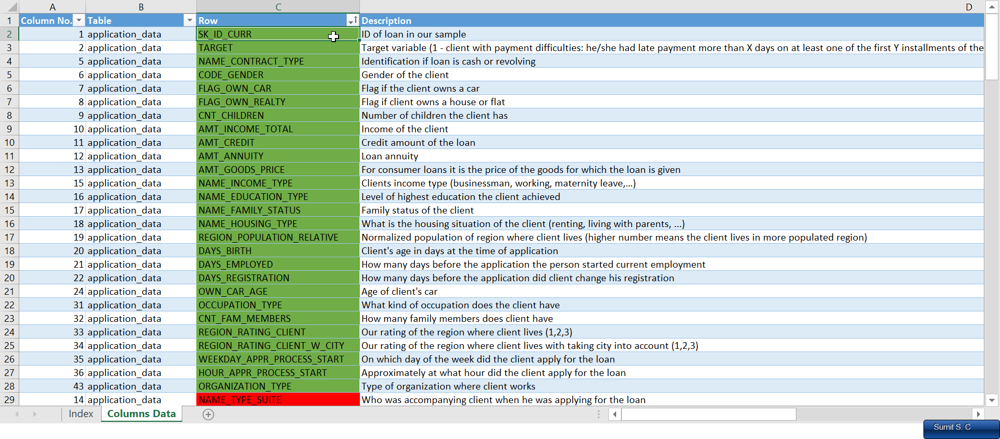 A B C D
1 Column No. Table Row Description
2 1 application_data SK_ID_CURR ID of loan in our sample
3 2 application_data TARGET Target variable (1 - client with payment difficulties: he/she had late payment more than X days on at least one of the first Y installments of the
4 5 application_data NAME_CONTRACT_TYPE Identification if loan is cash or revolving
5 6 application_data CODE_GENDER Gender of the client
6 7 application_data FLAG_OWN_CAR Flag if the client owns a car
7 8 application_data FLAG_OWN_REALTY Flag if client owns a house or flat
8 9 application_data CNT_CHILDREN Number of children the client has
9 10 application_data AMT_INCOME_TOTAL Income of the client
10 11 application_data AMT_CREDIT Credit amount of the loan
11 12 application_data AMT_ANNUITY Loan annuity
12 13 application_data AMT_GOODS_PRICE For consumer loans it is the price of the goods for which the loan is given
13 15 application_data NAME_INCOME_TYPE Clients income type (businessman, working, maternity leave,...)
14 16 application_data NAME_EDUCATION_TYPE Level of highest education the client achieved
15 17 application_data NAME_FAMILY_STATUS Family status of the client
16 18 application_data NAME_HOUSING_TYPE What is the housing situation of the client (renting, living with parents, ...)
17 19 application_data REGION_POPULATION_RELATIVE Normalized population of region where client lives (higher number means the client lives in more populated region)
18 20 application_data DAYS_BIRTH Client's age in days at the time of application
19 21 application_data DAYS_EMPLOYED How many days before the application the person started current employment
20 22 application_data DAYS_REGISTRATION How many days before the application did client change his registration
21 24 application_data OWN_CAR_AGE Age of client's car
22 31 application_data OCCUPATION_TYPE What kind of occupation does the client have
23 32 application_data CNT_FAM_MEMBERS How many family members does client have
24 33 application_data REGION_RATING_CLIENT Our rating of the region where client lives (1,2,3)
25 34 application_data REGION_RATING_CLIENT_W_CITY Our rating of the region where client lives with taking city into account (1,2,3)
26 35 application_data WEEKDAY_APPR_PROCESS_START On which day of the week did the client apply for the loan
27 36 application_data HOUR_APPR_PROCESS_START Approximately at what hour did the client apply for the loan
28 43 application_data ORGANIZATION_TYPE Type of organization where client works
29 14 application_data NAME_TYPE_SUITE Who was accompanying client when he was applying for the loan
Index Columns Data
Sumit S. C